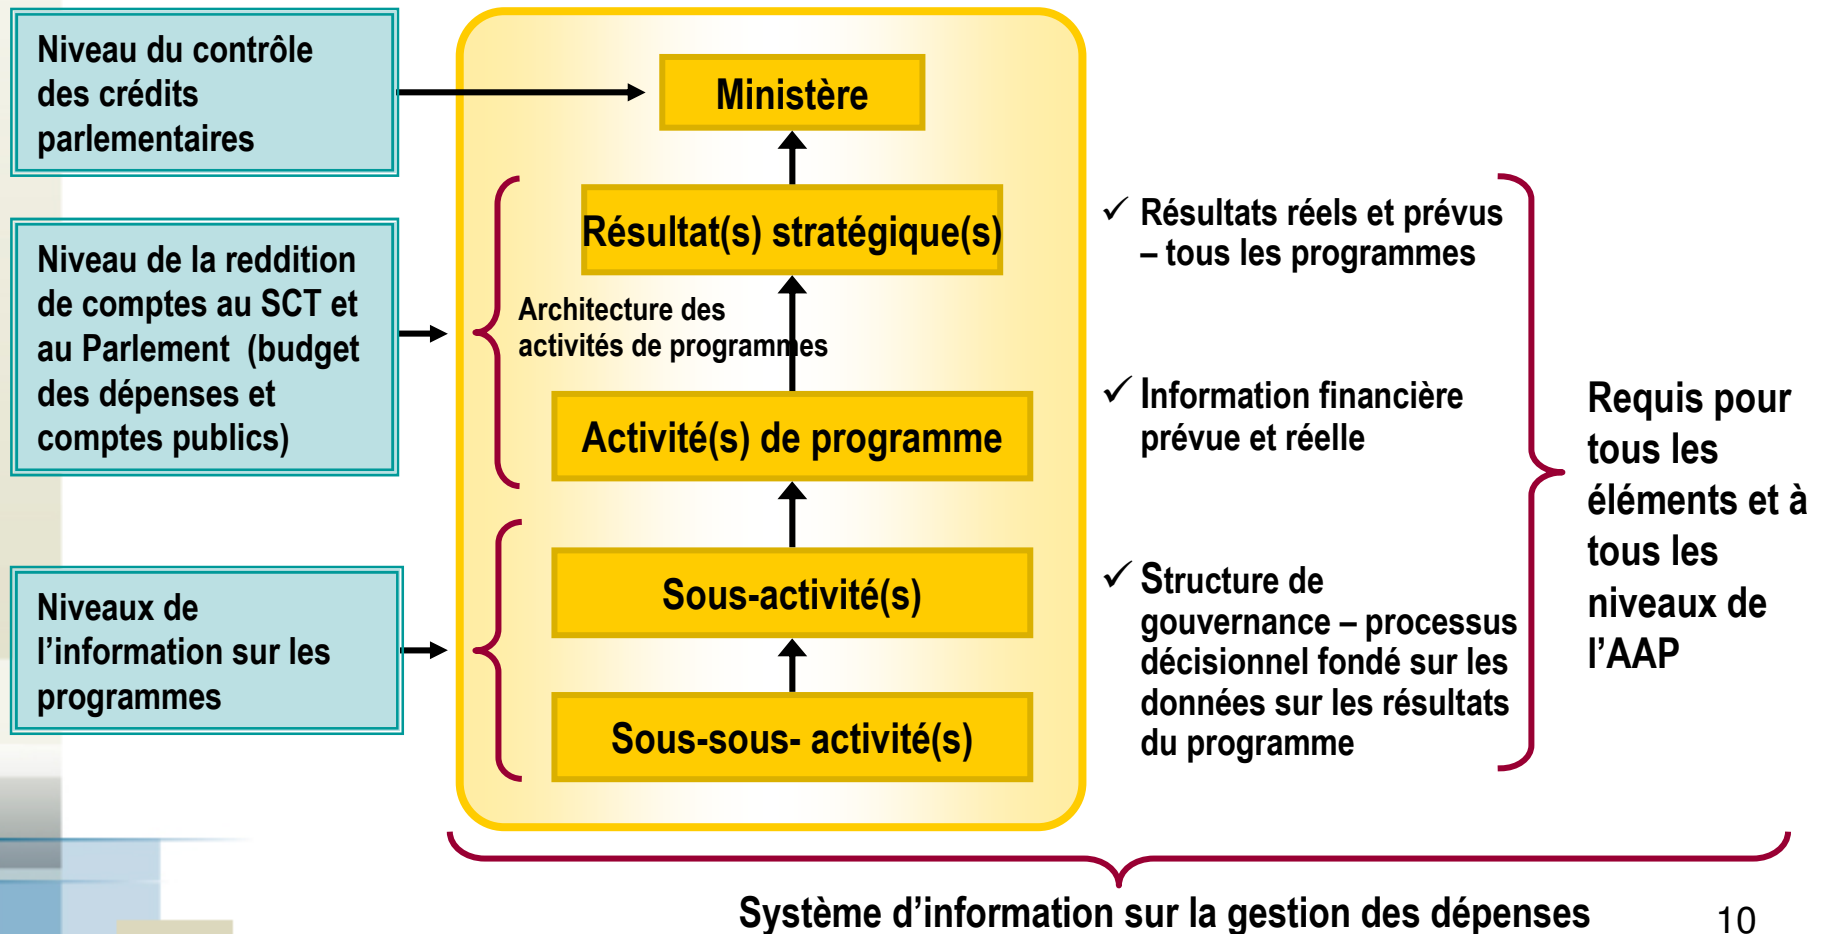 Niveau du contrôle
des crédits
parlementaires
Niveau de la reddition
de comptes au SCT et
au Parlement (budget
des dépenses et
comptes publics)
Niveaux de
l’information sur les
programmes
Ministère
Résultat(s) stratégique(s)
Architecture des
activités de programmes
Activité(s) de programme
Sous-activité(s)
Sous-sous- activité(s)
✓ Résultats réels et prévus
– tous les programmes
✓ Information financière
prévue et réelle
✓ Structure de
gouvernance – processus
décisionnel fondé sur les
données sur les résultats
du programme
Requis pour
tous les
éléments et à
tous les
niveaux de
l’AAP
Système d’information sur la gestion des dépenses
10